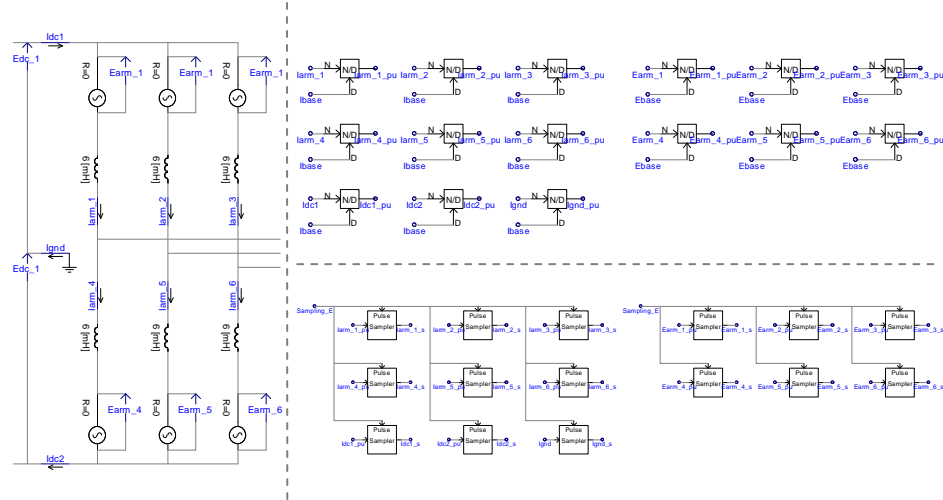 Idc1
Edc_1
R=0
R=0
R=0
Earm_1
Earm_1
Earm_1
6 [mH]
6 [mH]
6 [mH]
Iarm_1
Iarm_2
Iarm_3
Ignd
Edc_1
Iarm_4
Iarm_5
Iarm_6
6 [mH]
6 [mH]
6 [mH]
R=0
R=0
R=0
Earm_4
Earm_5
Earm_6
Idc2
Iarm_1 N N/D Iarm_1_pu
D
Ibase
Iarm_2 N N/D Iarm_2_pu
D
Ibase
Iarm_3 N N/D Iarm_3_pu
D
Ibase
Earm_1 N N/D Earm_1_pu
D
Ebase
Earm_2 N N/D Earm_2_pu
D
Ebase
Earm_3 N N/D Earm_3_pu
D
Ebase
Iarm_4 N N/D Iarm_4_pu
D
Ibase
Iarm_5 N N/D Iarm_5_pu
D
Ibase
Iarm_6 N N/D Iarm_6_pu
D
Ibase
Earm_4 N N/D Earm_4_pu
D
Ebase
Earm_5 N N/D Earm_5_pu
D
Ebase
Earm_6 N N/D Earm_6_pu
D
Ebase
Idc1 N N/D Idc1_pu
D
Ibase
Idc2 N N/D Idc2_pu
D
Ibase
Ignd N N/D Ignd_pu
D
Ibase
Sampling_E
Pulse
Iarm_1_pu Sampler Iarm_1_s
Pulse
Iarm_2_pu Sampler Iarm_2_s
Pulse
Iarm_3_pu Sampler Iarm_3_s
Pulse
Iarm_4_pu Sampler Iarm_4_s
Pulse
Iarm_5_pu Sampler Iarm_5_s
Pulse
Iarm_6_pu Sampler Iarm_6_s
Pulse
Idc1_pu Sampler Idc1_s
Pulse
Idc2_pu Sampler Idc2_s
Pulse
Ignd_pu Sampler Ignd_s
Sampling_E
Pulse
Earm_1_pu Sampler Earm_1_s
Pulse
Earm_2_pu Sampler Earm_2_s
Pulse
Earm_3_pu Sampler Earm_3_s
Pulse
Earm_4_pu Sampler Earm_4_s
Pulse
Earm_5_pu Sampler Earm_5_s
Pulse
Earm_6_pu Sampler Earm_6_s